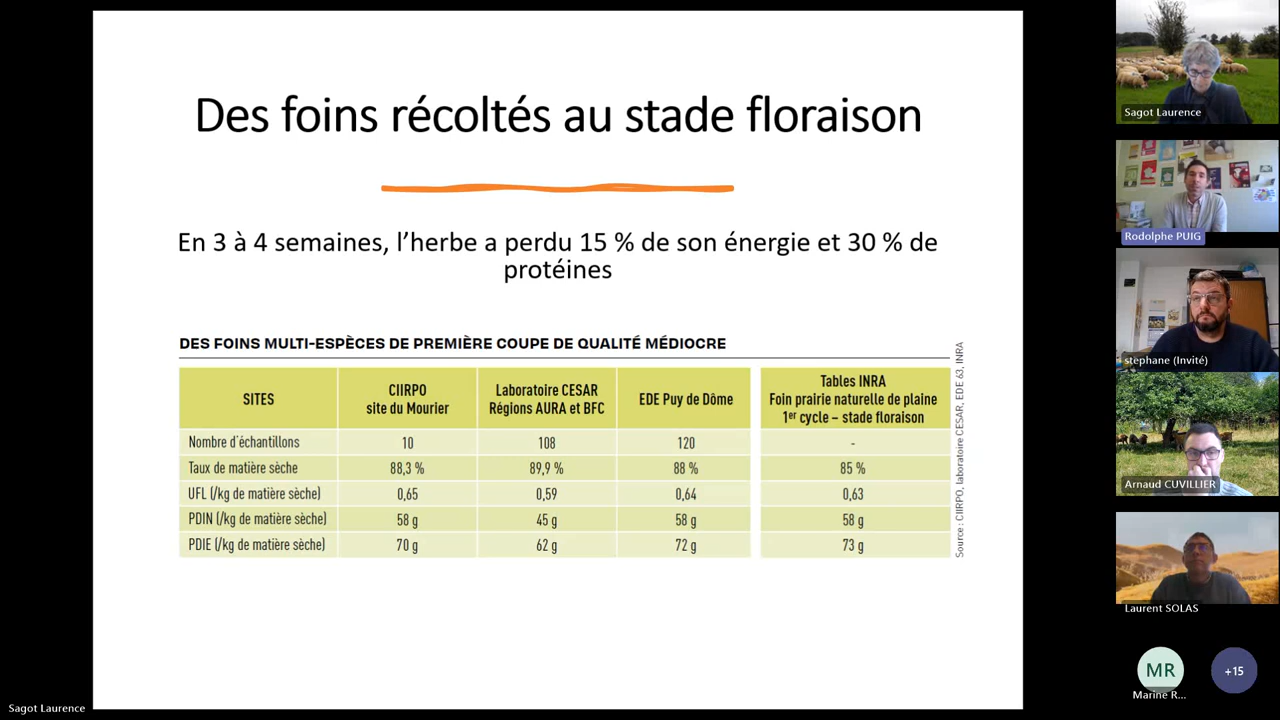 Des foins récoltés au stade floraison
En 3 à 4 semaines, l'herbe a perdu 15 % de son énergie et 30 % de
protéines
DES FOINS MULTI-ESPÈCES DE PREMIÈRE COUPE DE QUALITÉ MÉDIOCRE
SITES
CIIRPO
site du Mourier
Laboratoire CESAR
Régions AURA et BFC
EDE Puy de Dôme
Tables INRA
Foin prairie naturelle de plaine
1er cycle – stade floraison
Nombre d'échantillons 10 108 120 -
Taux de matière sèche 88,3 % 89,9 % 88 % 85 %
UFL (/kg de matière sèche) 0,65 0,59 0,64 0,63
PDIN (/kg de matière sèche) 58 g 45 g 58 g 58 g
PDIE (/kg de matière sèche) 70 g 62 g 72 g 73 g
Source : CIIRPO, laboratoire CESAR, EDE 63, INRA
Sagot Laurence
Sagot Laurence
Rodolphe PUIG
stephane (Invité)
Arnaud CUVILLIER
Laurent SOLAS
MR
Marine R...
+15